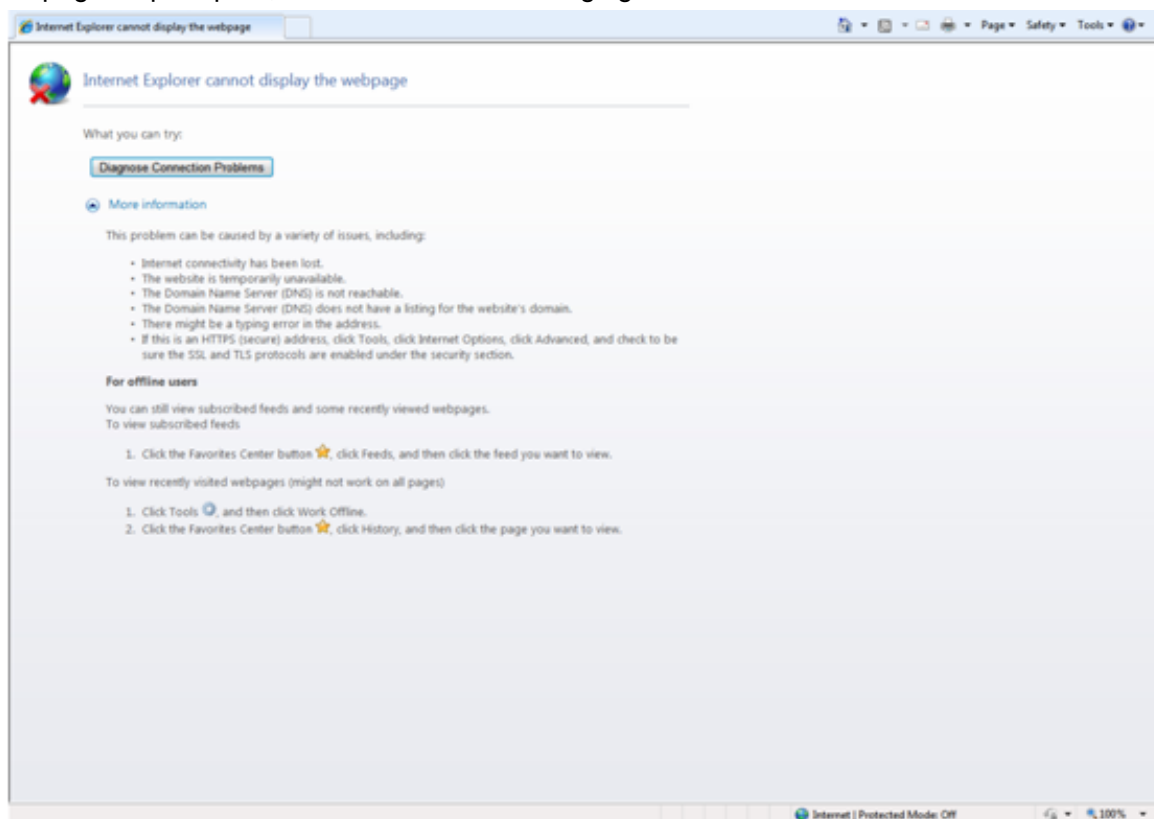 Internet Explorer cannot display the webpage
Page Safety Tools
Internet Explorer cannot display the webpage
What you can try:
Diagnose Connection Problems
More information
This problem can be caused by a variety of issues, including:
• Internet connectivity has been lost.
• The website is temporarily unavailable.
• The Domain Name Server (DNS) is not reachable.
• The Domain Name Server (DNS) does not have a listing for the website's domain.
• There might be a typing error in the address.
• If this is an HTTPS (secure) address, click Tools, click Internet Options, click Advanced, and check to be
sure the SSL and TLS protocols are enabled under the security section.
For offline users
You can still view subscribed feeds and some recently viewed webpages.
To view subscribed feeds
1. Click the Favorites Center button , click Feeds, and then click the feed you want to view.
To view recently visited webpages (might not work on all pages)
1. Click Tools , and then click Work Offline.
2. Click the Favorites Center button , click History, and then click the page you want to view.
Internet | Protected Mode: Off 100%